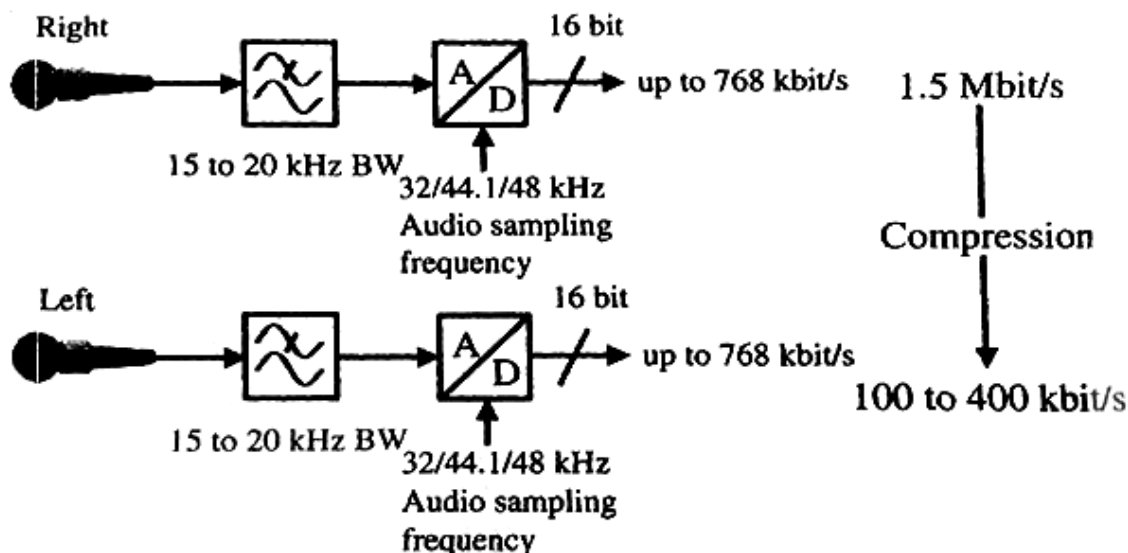 Right
16 bit
A
D
up to 768 kbit/s
1.5 Mbit/s
15 to 20 kHz BW
32/44.1/48 kHz
Audio sampling
frequency
Compression
Left
16 bit
A
D
up to 768 kbit/s
100 to 400 kbit/s
15 to 20 kHz BW
32/44.1/48 kHz
Audio sampling
frequency